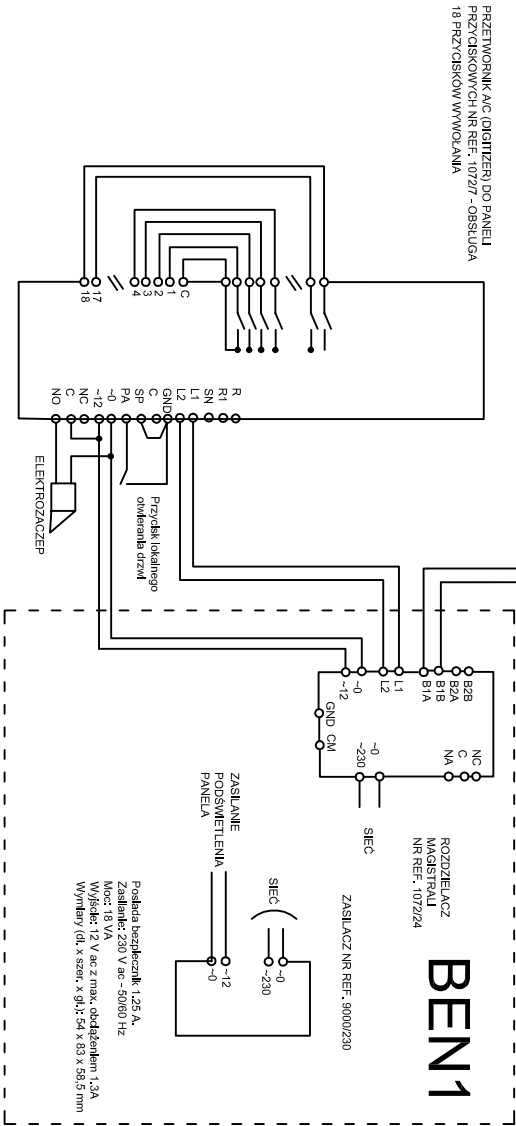 PRZETWORNIK A/C (DIGITIZER) DO PANELI
PRZYCISKOWYCH NR REF. 1072/7 - OBSŁUGA
18 PRZYCISKÓW WYWOŁANIA
18
17
4
3
2
1
C
NO
C
NC
~12
~0
PA
SP
C
GND
L2
L1
SN
R1
R
ELEKTROZACZEP
Przycisk lokalnego
otwierania drzwi
~12
~0
L2
L1
B1A
B1B
B2A
B2B
GND
CM
~230
~0
NA
C
NC
SIEĆ
ROZDZIELACZ
MAGISTRALI
NR REF. 1072/24
BEN1
ZASILACZ NR REF. 9000/230
SIEĆ
~0
~230
ZASILANIE
PODŚWIETLENIA
PANELA
~12
~0
Posiada bezpiecznik 1.25 A.
Zasilanie: 230 V ac - 50/60 Hz
Moc: 18 VA
Wyjście: 12 V ac z max. obciążeniem 1.3A
Wymiary (dł. x szer. x gł.): 54 x 83 x 58,5 mm